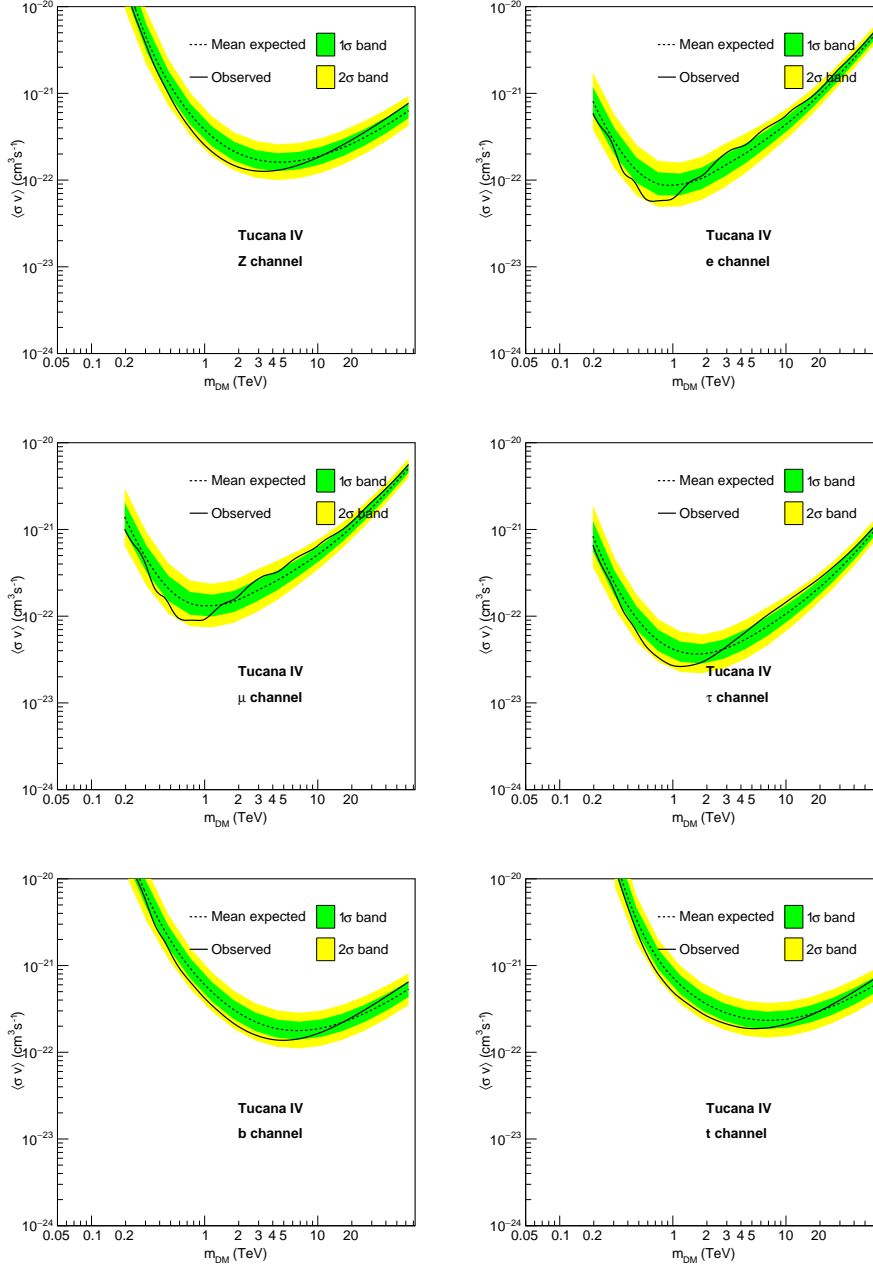 10⁻²⁰
10⁻²¹
10⁻²²
10⁻²³
10⁻²⁴
⟨σ v⟩ (cm³s⁻¹)
Mean expected 1σ band
Observed 2σ band
Tucana IV
Z channel
0.05 0.1 0.2 1 2 3 4 5 10 20
m_DM (TeV)
10⁻²⁰
10⁻²¹
10⁻²²
10⁻²³
10⁻²⁴
⟨σ v⟩ (cm³s⁻¹)
Mean expected 1σ band
Observed 2σ band
Tucana IV
e channel
0.05 0.1 0.2 1 2 3 4 5 10 20
m_DM (TeV)
10⁻²⁰
10⁻²¹
10⁻²²
10⁻²³
10⁻²⁴
⟨σ v⟩ (cm³s⁻¹)
Mean expected 1σ band
Observed 2σ band
Tucana IV
μ channel
0.05 0.1 0.2 1 2 3 4 5 10 20
m_DM (TeV)
10⁻²⁰
10⁻²¹
10⁻²²
10⁻²³
10⁻²⁴
⟨σ v⟩ (cm³s⁻¹)
Mean expected 1σ band
Observed 2σ band
Tucana IV
τ channel
0.05 0.1 0.2 1 2 3 4 5 10 20
m_DM (TeV)
10⁻²⁰
10⁻²¹
10⁻²²
10⁻²³
10⁻²⁴
⟨σ v⟩ (cm³s⁻¹)
Mean expected 1σ band
Observed 2σ band
Tucana IV
b channel
0.05 0.1 0.2 1 2 3 4 5 10 20
m_DM (TeV)
10⁻²⁰
10⁻²¹
10⁻²²
10⁻²³
10⁻²⁴
⟨σ v⟩ (cm³s⁻¹)
Mean expected 1σ band
Observed 2σ band
Tucana IV
t channel
0.05 0.1 0.2 1 2 3 4 5 10 20
m_DM (TeV)